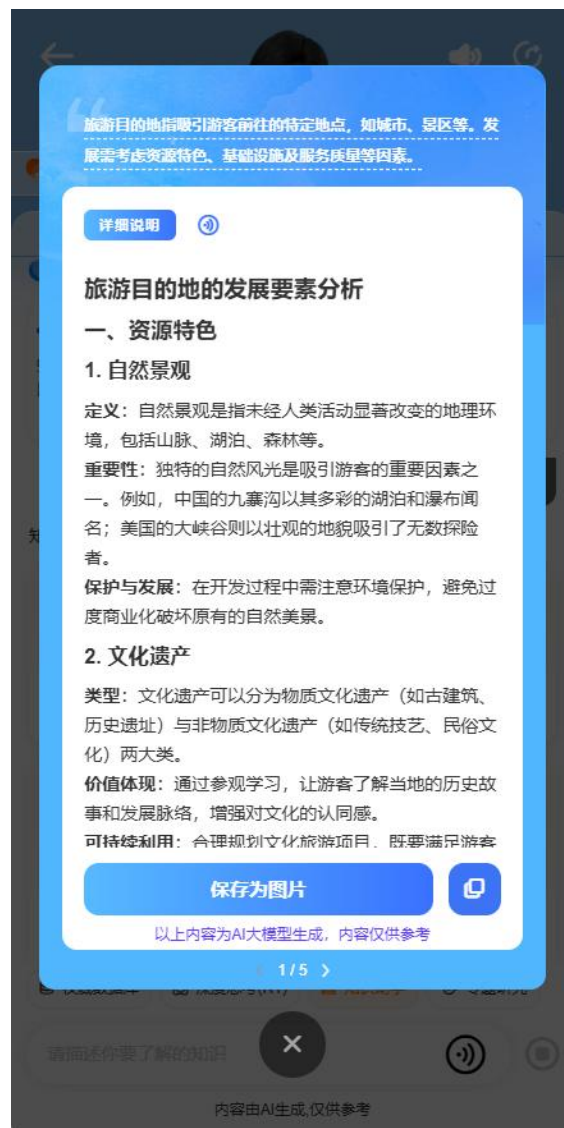 旅游目的地指吸引游客前往的特定地点，如城市、景区等。发
展需考虑资源特色、基础设施及服务质量等因素。
详细说明
旅游目的地的发展要素分析
一、资源特色
1. 自然景观
定义：自然景观是指未经人类活动显著改变的地理环
境，包括山脉、湖泊、森林等。
重要性：独特的自然风光是吸引游客的重要因素之
一。例如，中国的九寨沟以其多彩的湖泊和瀑布闻
名；美国的大峡谷则以壮观的地貌吸引了无数探险
者。
保护与发展：在开发过程中需注意环境保护，避免过
度商业化破坏原有的自然美景。
2. 文化遗产
类型：文化遗产可以分为物质文化遗产（如古建筑、
历史遗址）与非物质文化遗产（如传统技艺、民俗文
化）两大类。
价值体现：通过参观学习，让游客了解当地的历史故
事和发展脉络，增强对文化的认同感。
可持续利用：合理规划文化旅游项目，既要满足游客
保存为图片
以上内容为AI大模型生成，内容仅供参考
1/5
请描述你要了解的知识
内容由AI生成,仅供参考